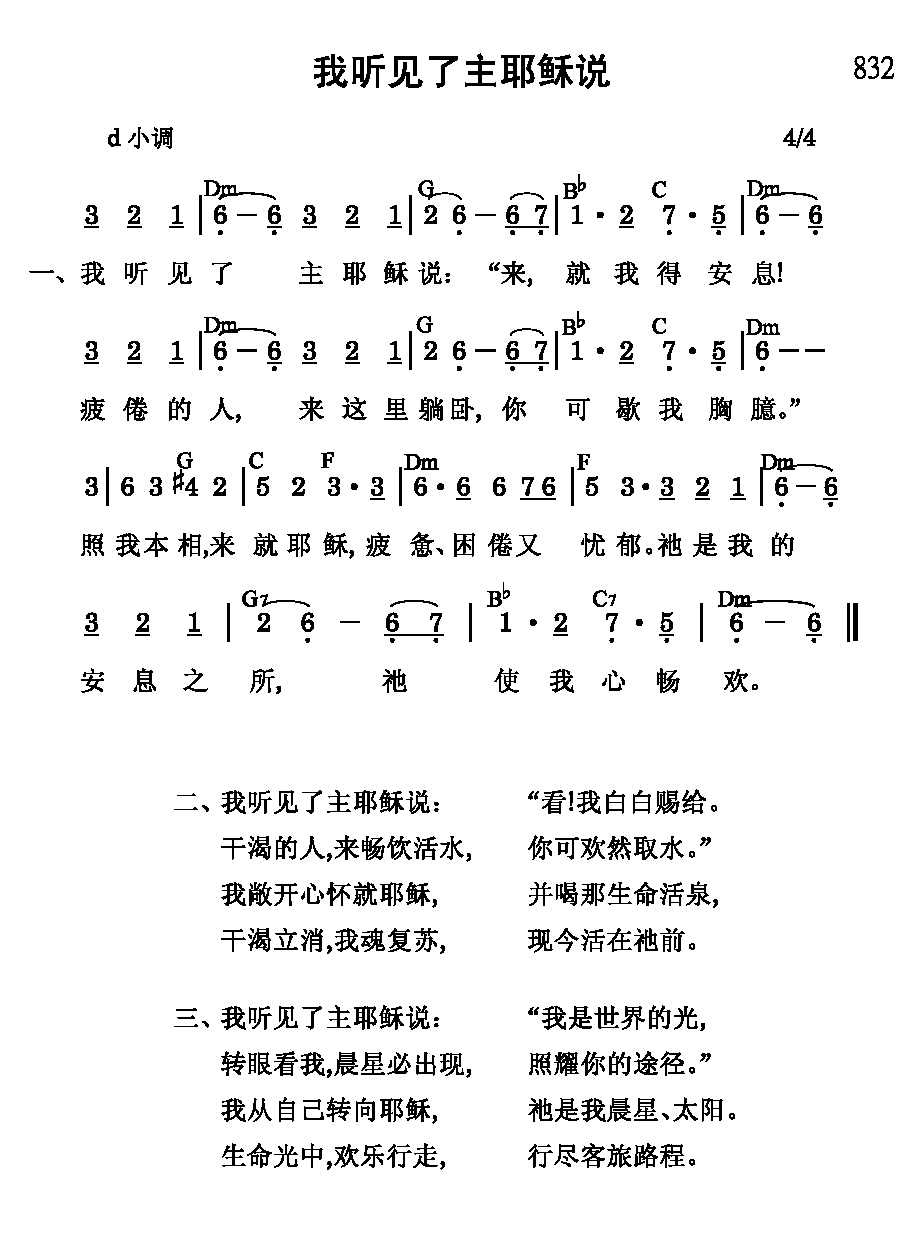 我听见了主耶稣说
832
d 小调
4/4
Dm G B♭ C Dm
3 2 1 | 6 - 6 3 2 1 | 2 6 - 6 7 | 1 · 2 7 · 5 | 6 - 6
一、我听见了 主耶稣说：“来, 就我得安息!
Dm G B♭ C Dm
3 2 1 | 6 - 6 3 2 1 | 2 6 - 6 7 | 1 · 2 7 · 5 | 6 - -
疲倦的人, 来这里躺卧,你可歇我胸臆。”
G C F Dm F Dm
3 | 6 3 ♯4 2 | 5 2 3 · 3 | 6 · 6 6 7 6 | 5 3 · 3 2 1 | 6 - 6
照我本相,来就耶稣,疲惫、困倦又忧郁。祂是我的
G7 B♭ C7 Dm
3 2 1 | 2 6 - 6 7 | 1 · 2 7 · 5 | 6 - 6 ‖
安息之所, 祂使我心畅欢。
二、我听见了主耶稣说： “看!我白白赐给。
干渴的人,来畅饮活水, 你可欢然取水。”
我敞开心怀就耶稣, 并喝那生命活泉,
干渴立消,我魂复苏, 现今活在祂前。
三、我听见了主耶稣说： “我是世界的光,
转眼看我,晨星必出现, 照耀你的途径。”
我从自己转向耶稣, 祂是我晨星、太阳。
生命光中,欢乐行走, 行尽客旅路程。